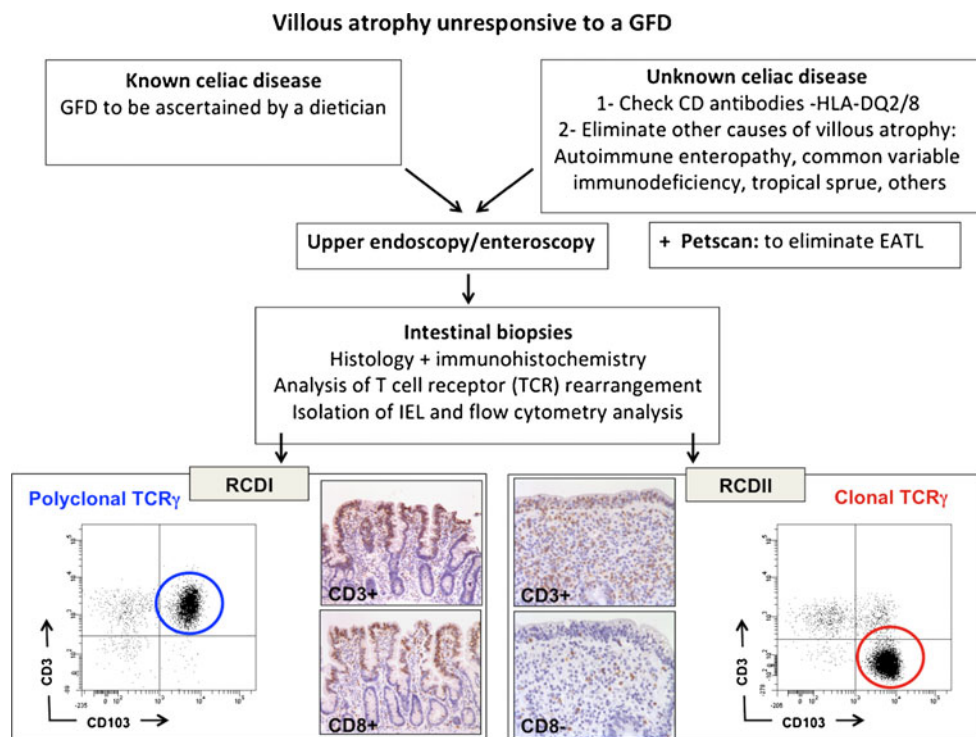 Villous atrophy unresponsive to a GFD
Known celiac disease
GFD to be ascertained by a dietician
Unknown celiac disease
1- Check CD antibodies -HLA-DQ2/8
2- Eliminate other causes of villous atrophy:
Autoimmune enteropathy, common variable
immunodeficiency, tropical sprue, others
Upper endoscopy/enteroscopy
+ Petscan: to eliminate EATL
Intestinal biopsies
Histology + immunohistochemistry
Analysis of T cell receptor (TCR) rearrangement
Isolation of IEL and flow cytometry analysis
RCDI
Polyclonal TCRγ
CD3
CD103
CD3+
CD8+
RCDII
Clonal TCRγ
CD3+
CD8-
CD3
CD103